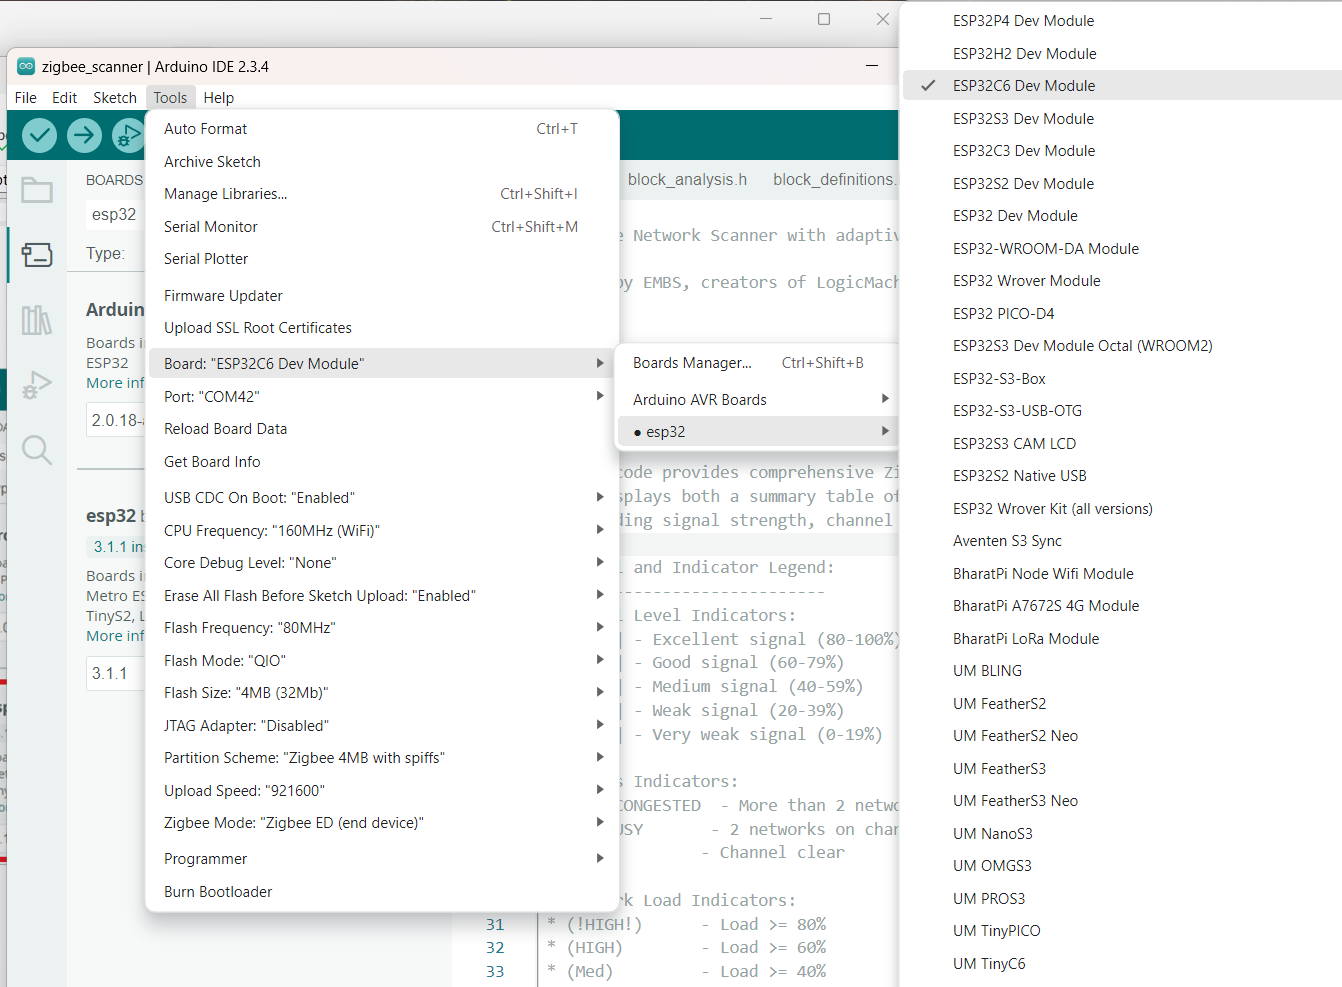 zigbee_scanner | Arduino IDE 2.3.4
File Edit Sketch Tools Help
BOARDS
esp32
Type:
Arduin
Boards i
ESP32
More inf
2.0.18-
esp32
3.1.1 in
Boards i
Metro ES
TinyS2, L
More inf
3.1.1
Auto Format Ctrl+T
Archive Sketch
Manage Libraries... Ctrl+Shift+I
Serial Monitor Ctrl+Shift+M
Serial Plotter
Firmware Updater
Upload SSL Root Certificates
Board: "ESP32C6 Dev Module"
Port: "COM42"
Reload Board Data
Get Board Info
USB CDC On Boot: "Enabled"
CPU Frequency: "160MHz (WiFi)"
Core Debug Level: "None"
Erase All Flash Before Sketch Upload: "Enabled"
Flash Frequency: "80MHz"
Flash Mode: "QIO"
Flash Size: "4MB (32Mb)"
JTAG Adapter: "Disabled"
Partition Scheme: "Zigbee 4MB with spiffs"
Upload Speed: "921600"
Zigbee Mode: "Zigbee ED (end device)"
Programmer
Burn Bootloader
Boards Manager... Ctrl+Shift+B
Arduino AVR Boards
● esp32
block_analysis.h block_definitions.
e Network Scanner with adaptiv
by EMBS, creators of LogicMach
code provides comprehensive Zi
splays both a summary table of
ding signal strength, channel
l and Indicator Legend:
----------------------
l Level Indicators:
| - Excellent signal (80-100%)
| - Good signal (60-79%)
| - Medium signal (40-59%)
| - Weak signal (20-39%)
| - Very weak signal (0-19%)
s Indicators:
CONGESTED - More than 2 netwo
USY - 2 networks on chan
- Channel clear
rk Load Indicators:
31 * (!HIGH!) - Load >= 80%
32 * (HIGH) - Load >= 60%
33 * (Med) - Load >= 40%
ESP32P4 Dev Module
ESP32H2 Dev Module
ESP32C6 Dev Module
ESP32S3 Dev Module
ESP32C3 Dev Module
ESP32S2 Dev Module
ESP32 Dev Module
ESP32-WROOM-DA Module
ESP32 Wrover Module
ESP32 PICO-D4
ESP32S3 Dev Module Octal (WROOM2)
ESP32-S3-Box
ESP32-S3-USB-OTG
ESP32S3 CAM LCD
ESP32S2 Native USB
ESP32 Wrover Kit (all versions)
Aventen S3 Sync
BharatPi Node Wifi Module
BharatPi A7672S 4G Module
BharatPi LoRa Module
UM BLING
UM FeatherS2
UM FeatherS2 Neo
UM FeatherS3
UM FeatherS3 Neo
UM NanoS3
UM OMGS3
UM PROS3
UM TinyPICO
UM TinyC6